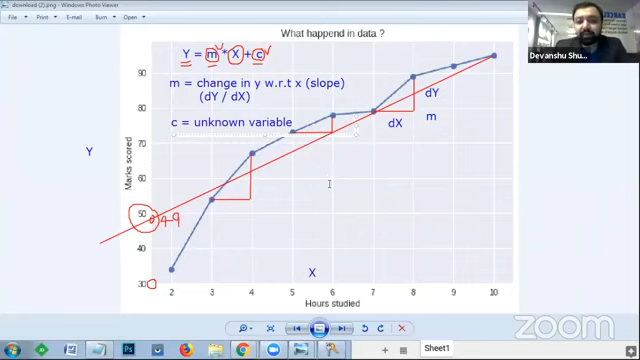 download (2).png - Windows Photo Viewer
File Print Email Burn Open
What happend in data ?
Devanshu Shu...
Y = m * X + c
m = change in y w.r.t x (slope)
(dY / dX)
c = unknown variable
dY
dX
m
Y
Marks scored
90
80
70
60
50
40
30
49
X
2 3 4 5 6 7 8 9 10
Hours studied
zoom
Sheet1